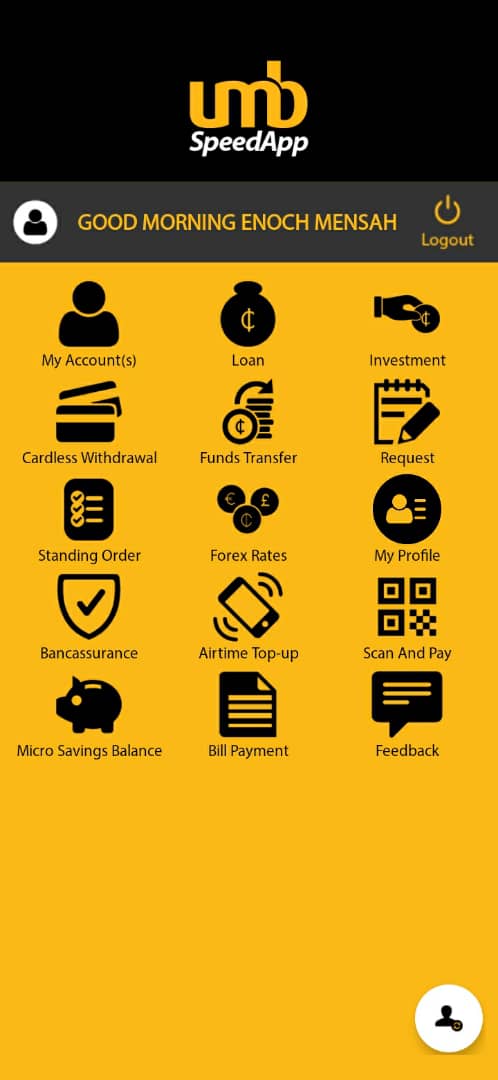 umb
SpeedApp
GOOD MORNING ENOCH MENSAH
Logout
My Account(s)
Loan
Investment
Cardless Withdrawal
Funds Transfer
Request
Standing Order
Forex Rates
My Profile
Bancassurance
Airtime Top-up
Scan And Pay
Micro Savings Balance
Bill Payment
Feedback